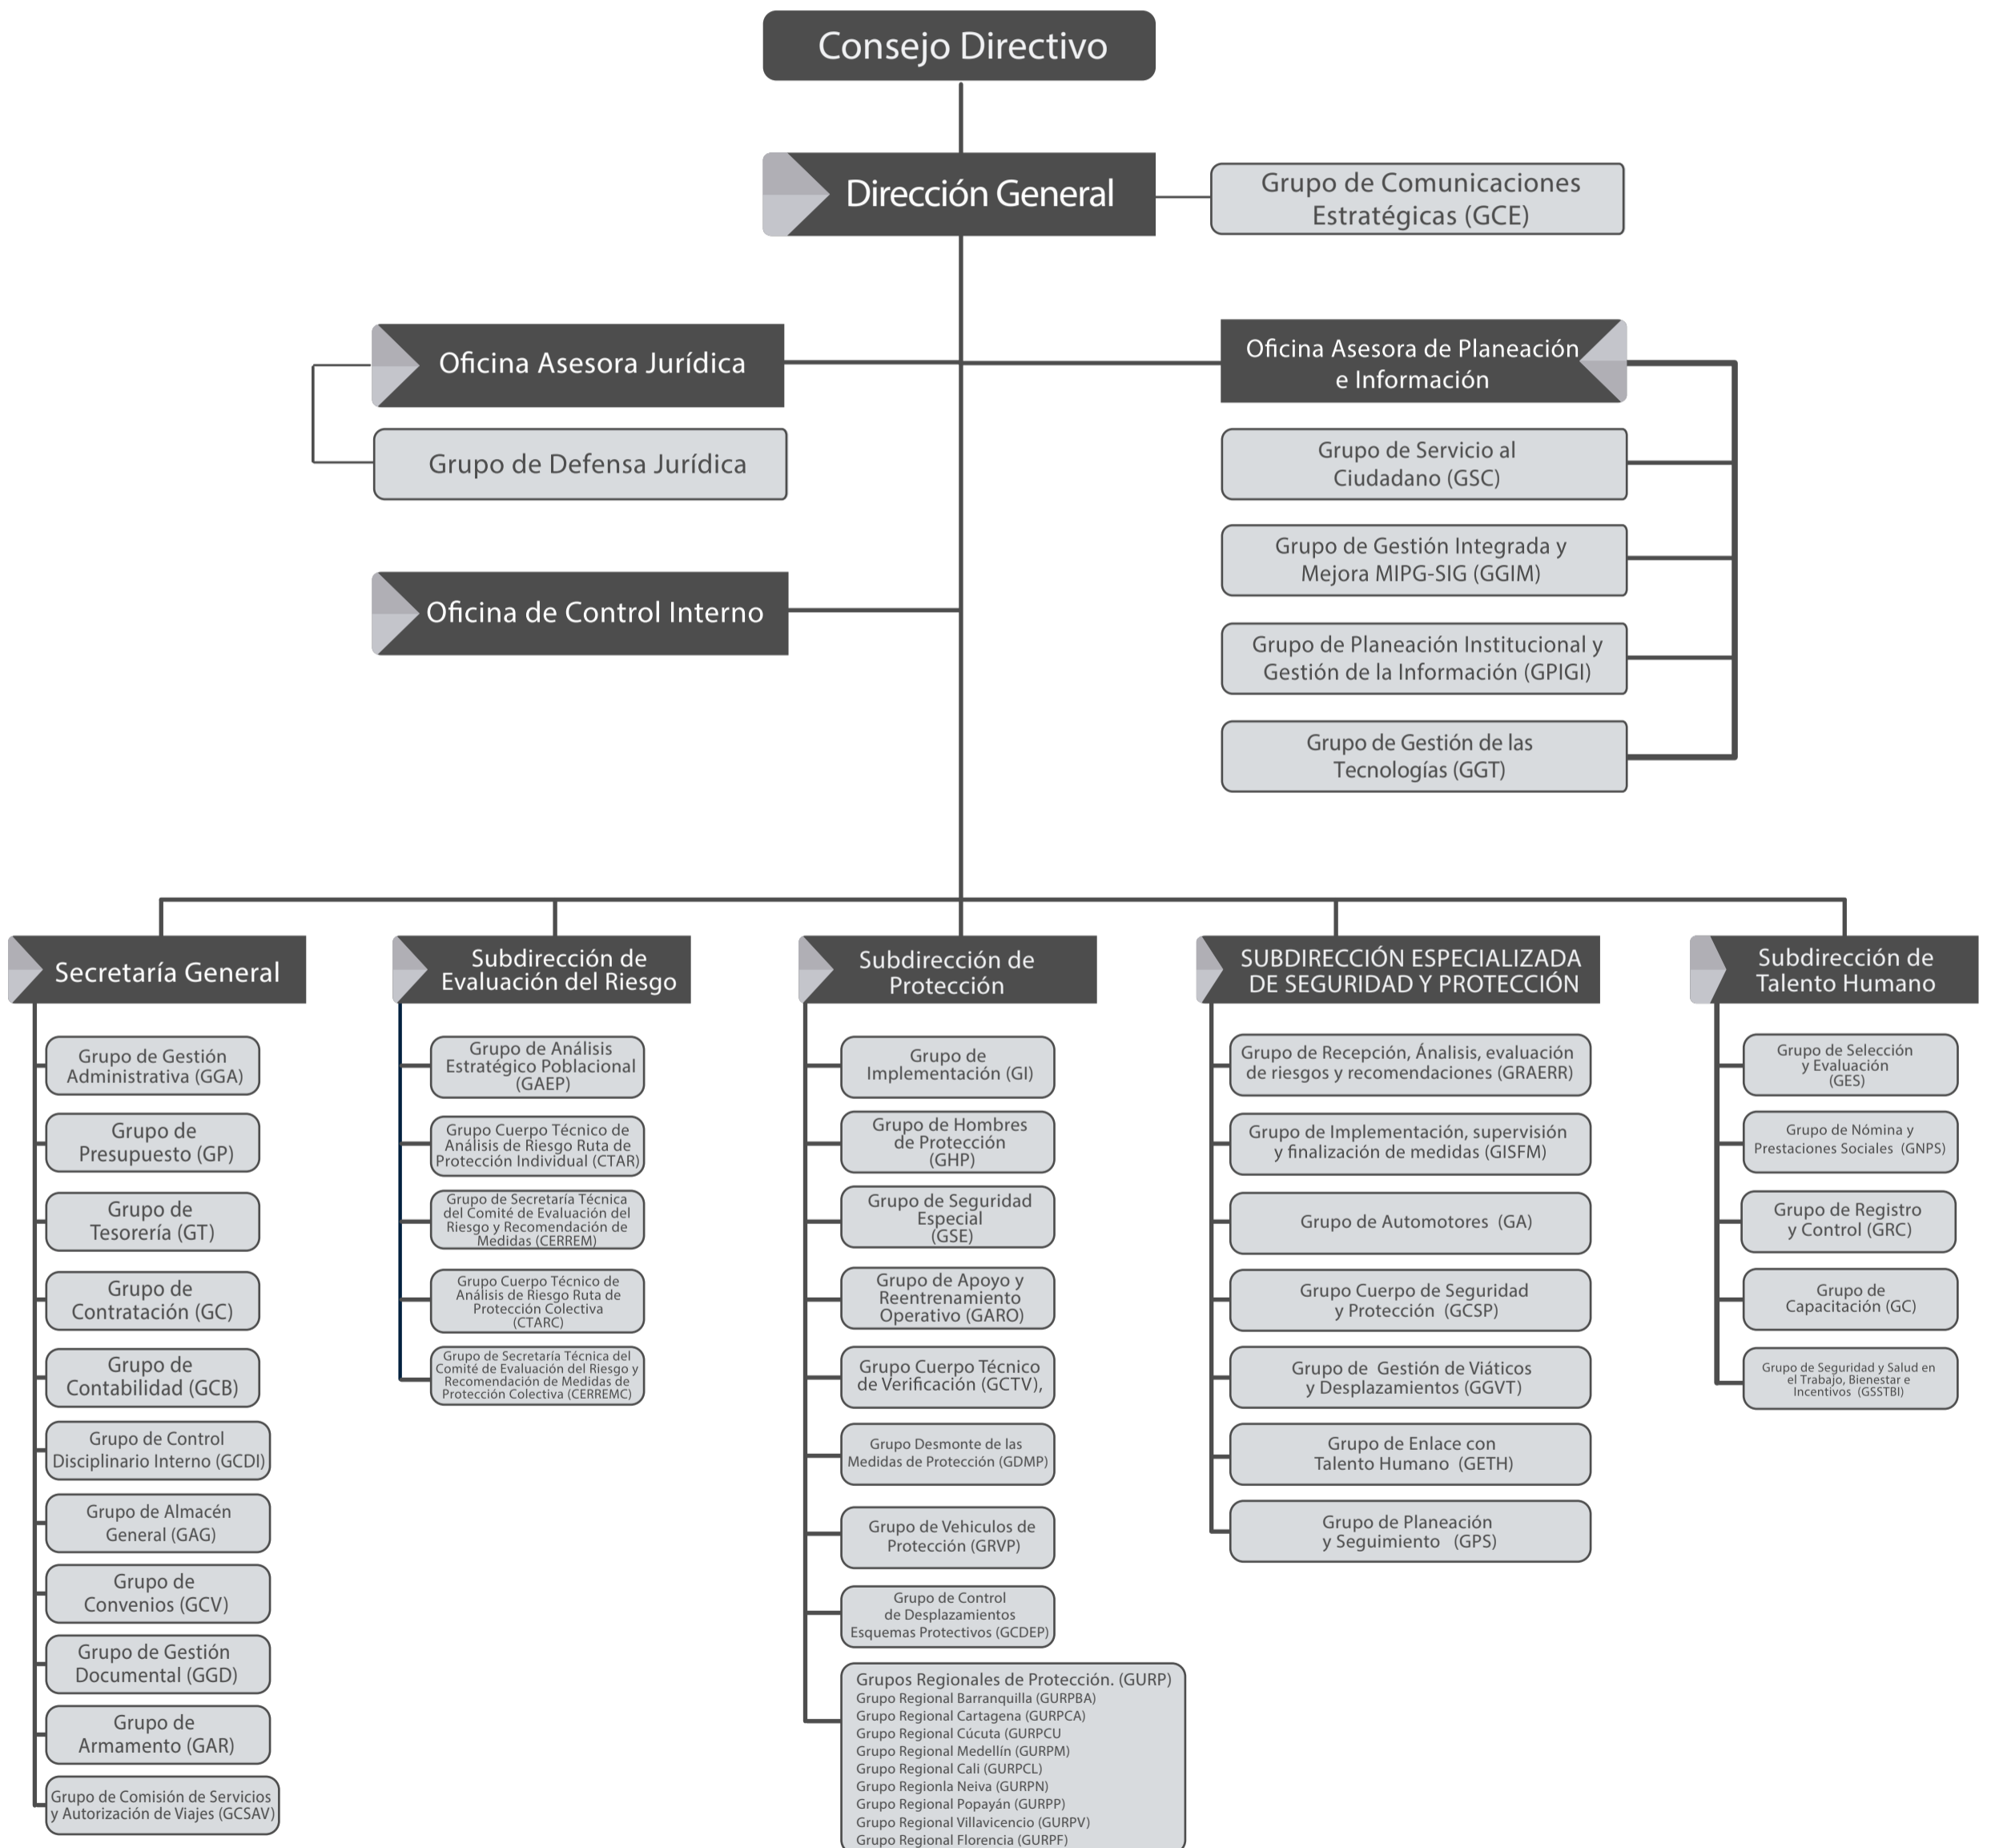 Consejo Directivo
Dirección General
Grupo de Comunicaciones
Estratégicas (GCE)
Oficina Asesora Jurídica
Grupo de Defensa Jurídica
Oficina de Control Interno
Oficina Asesora de Planeación
e Información
Grupo de Servicio al
Ciudadano (GSC)
Grupo de Gestión Integrada y
Mejora MIPG-SIG (GGIM)
Grupo de Planeación Institucional y
Gestión de la Información (GPIGI)
Grupo de Gestión de las
Tecnologías (GGT)
Secretaría General
Grupo de Gestión
Administrativa (GGA)
Grupo de
Presupuesto (GP)
Grupo de
Tesorería (GT)
Grupo de
Contratación (GC)
Grupo de
Contabilidad (GCB)
Grupo de Control
Disciplinario Interno (GCDI)
Grupo de Almacén
General (GAG)
Grupo de
Convenios (GCV)
Grupo de Gestión
Documental (GGD)
Grupo de
Armamento (GAR)
Grupo de Comisión de Servicios
y Autorización de Viajes (GCSAV)
Subdirección de
Evaluación del Riesgo
Grupo de Análisis
Estratégico Poblacional
(GAEP)
Grupo Cuerpo Técnico de
Análisis de Riesgo Ruta de
Protección Individual (CTAR)
Grupo de Secretaría Técnica
del Comité de Evaluación del
Riesgo y Recomendación de
Medidas (CERREM)
Grupo Cuerpo Técnico de
Análisis de Riesgo Ruta de
Protección Colectiva
(CTARC)
Grupo de Secretaría Técnica del
Comité de Evaluación del Riesgo y
Recomendación de Medidas de
Protección Colectiva (CERREMC)
Subdirección de
Protección
Grupo de
Implementación (GI)
Grupo de Hombres
de Protección
(GHP)
Grupo de Seguridad
Especial
(GSE)
Grupo de Apoyo y
Reentrenamiento
Operativo (GARO)
Grupo Cuerpo Técnico
de Verificación (GCTV),
Grupo Desmonte de las
Medidas de Protección (GDMP)
Grupo de Vehiculos de
Protección (GRVP)
Grupo de Control
de Desplazamientos
Esquemas Protectivos (GCDEP)
Grupos Regionales de Protección. (GURP)
Grupo Regional Barranquilla (GURPBA)
Grupo Regional Cartagena (GURPCA)
Grupo Regional Cúcuta (GURPCU
Grupo Regional Medellín (GURPM)
Grupo Regional Cali (GURPCL)
Grupo Regionla Neiva (GURPN)
Grupo Regional Popayán (GURPP)
Grupo Regional Villavicencio (GURPV)
Grupo Regional Florencia (GURPF)
SUBDIRECCIÓN ESPECIALIZADA
DE SEGURIDAD Y PROTECCIÓN
Grupo de Recepción, Ánalisis, evaluación
de riesgos y recomendaciones (GRAERR)
Grupo de Implementación, supervisión
y finalización de medidas (GISFM)
Grupo de Automotores (GA)
Grupo Cuerpo de Seguridad
y Protección (GCSP)
Grupo de Gestión de Viáticos
y Desplazamientos (GGVT)
Grupo de Enlace con
Talento Humano (GETH)
Grupo de Planeación
y Seguimiento (GPS)
Subdirección de
Talento Humano
Grupo de Selección
y Evaluación
(GES)
Grupo de Nómina y
Prestaciones Sociales (GNPS)
Grupo de Registro
y Control (GRC)
Grupo de
Capacitación (GC)
Grupo de Seguridad y Salud en
el Trabajo, Bienestar e
Incentivos (GSSTBI)